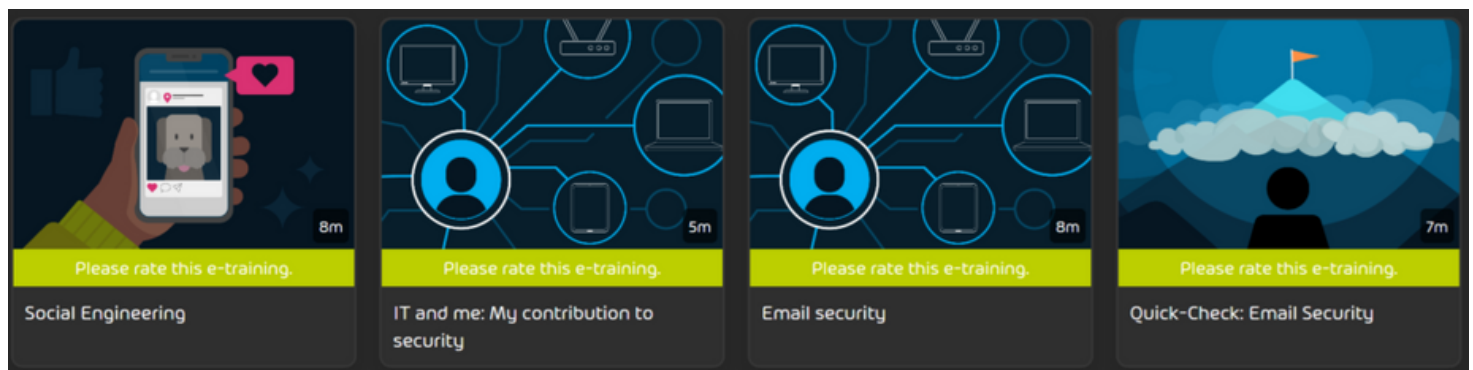 8m
5m
8m
7m
Please rate this e-training.
Please rate this e-training.
Please rate this e-training.
Please rate this e-training.
Social Engineering
IT and me: My contribution to
security
Email security
Quick-Check: Email Security